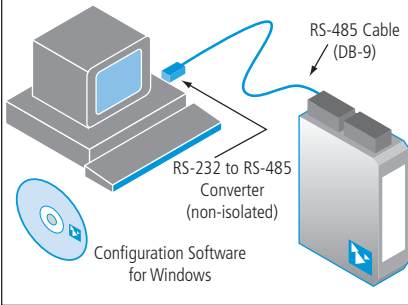 RS-485 Cable
(DB-9)
RS-232 to RS-485
Converter
(non-isolated)
Configuration Software
for Windows